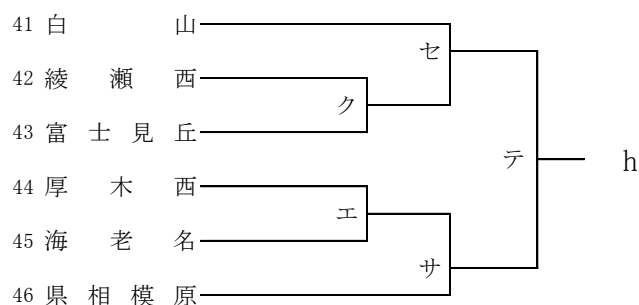 41 白山
セ
42 綾瀬西
ク
43 富士見丘
テ h
44 厚木西
エ
45 海老名
サ
46 県相模原